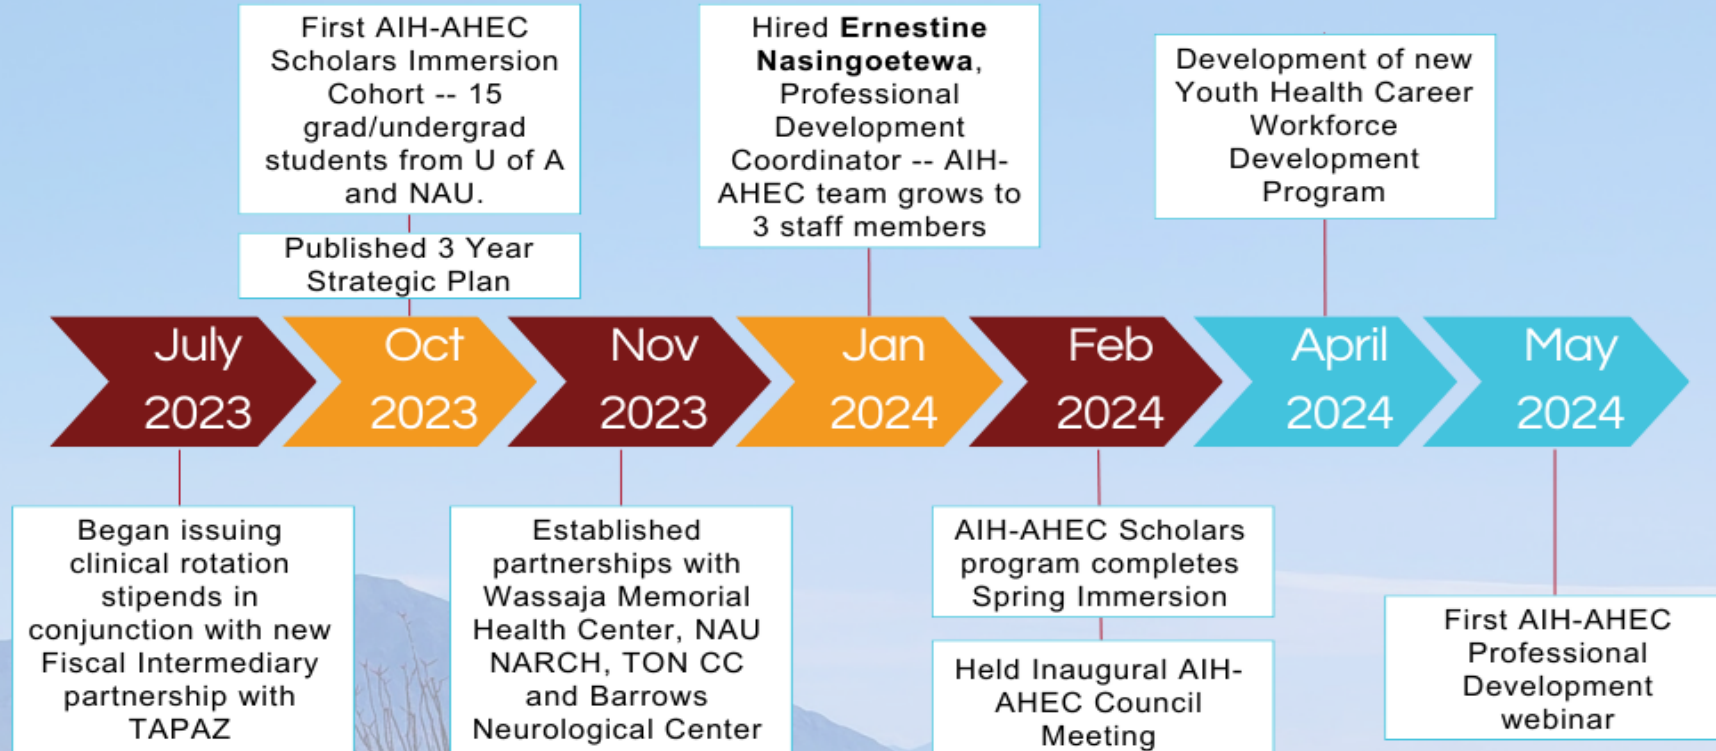 First AIH-AHEC
Scholars Immersion
Cohort -- 15
grad/undergrad
students from U of A
and NAU.
Published 3 Year
Strategic Plan
Hired Ernestine
Nasingoetewa,
Professional
Development
Coordinator -- AIH-
AHEC team grows to
3 staff members
Development of new
Youth Health Career
Workforce
Development
Program
July
2023
Oct
2023
Nov
2023
Jan
2024
Feb
2024
April
2024
May
2024
Began issuing
clinical rotation
stipends in
conjunction with new
Fiscal Intermediary
partnership with
TAPAZ
Established
partnerships with
Wassaja Memorial
Health Center, NAU
NARCH, TON CC
and Barrows
Neurological Center
AIH-AHEC Scholars
program completes
Spring Immersion
Held Inaugural AIH-
AHEC Council
Meeting
First AIH-AHEC
Professional
Development
webinar